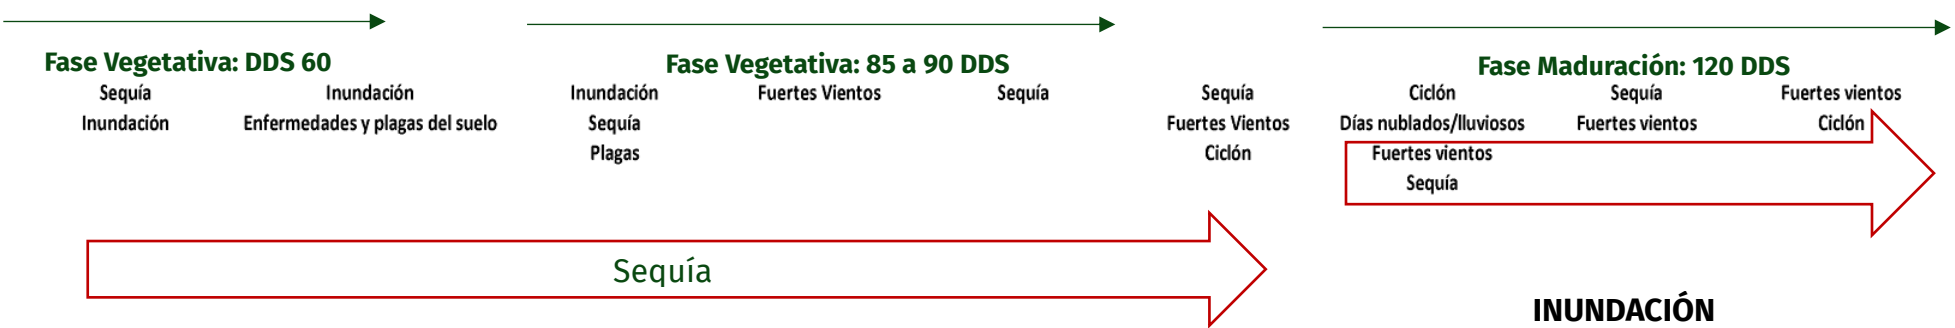 Fase Vegetativa: DDS 60
Sequía
Inundación
Inundación
Enfermedades y plagas del suelo
Fase Vegetativa: 85 a 90 DDS
Inundación
Sequía
Plagas
Fuertes Vientos
Sequía
Sequía
Fuertes Vientos
Ciclón
Fase Maduración: 120 DDS
Ciclón
Días nublados/lluviosos
Fuertes vientos
Sequía
Sequía
Fuertes vientos
Fuertes vientos
Ciclón
Sequía
INUNDACIÓN